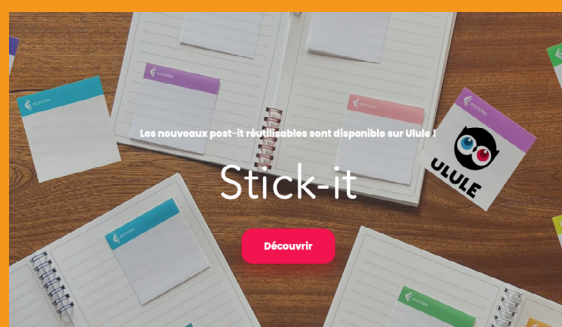 Les nouveaux post-it réutilisables sont disponible sur Ulule !
Stick-it
ULULE
Découvrir